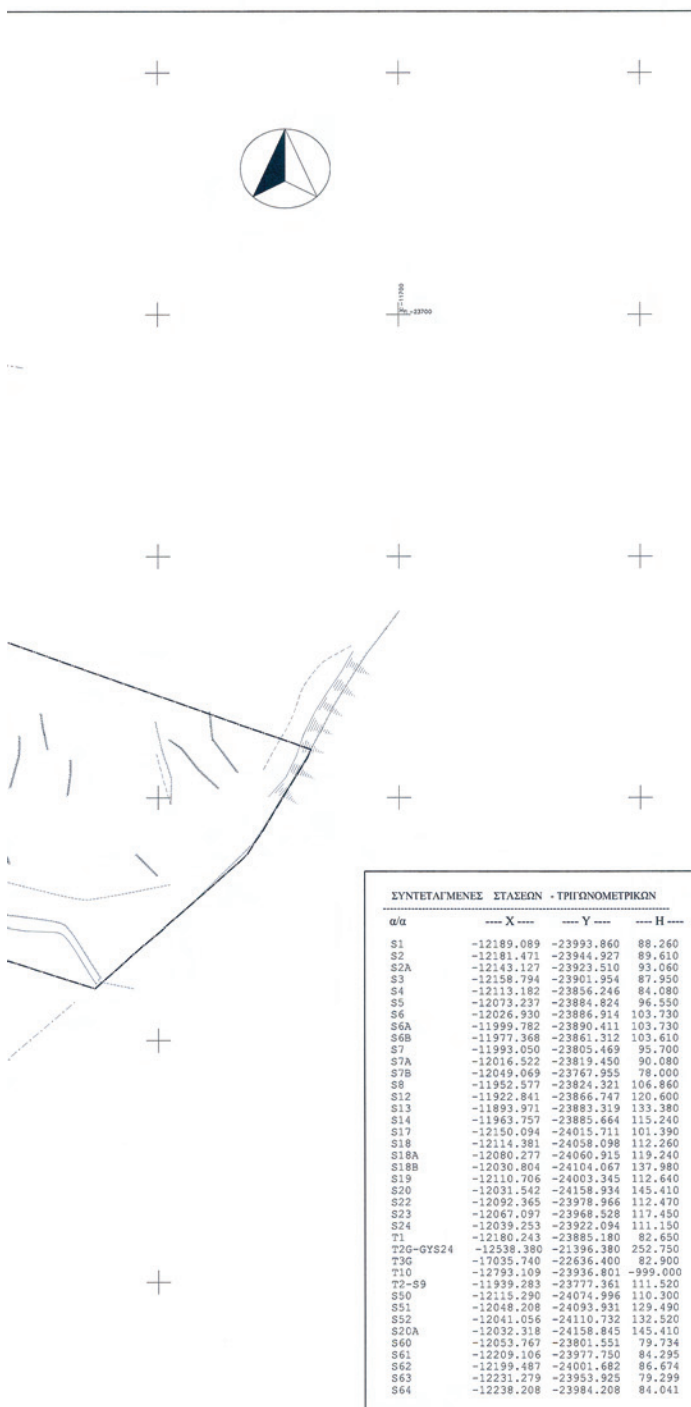 -11700
-23700
ΣΥΝΤΕΤΑΓΜΕΝΕΣ ΣΤΑΣΕΩΝ - ΤΡΙΓΩΝΟΜΕΤΡΙΚΩΝ
α/α ---- X ---- ---- Y ---- ---- H ----
S1 -12189.089 -23993.860 88.260
S2 -12181.471 -23944.927 89.610
S2A -12143.127 -23923.510 93.060
S3 -12158.794 -23901.954 87.950
S4 -12113.182 -23856.246 84.080
S5 -12073.237 -23884.824 96.550
S6 -12026.930 -23886.914 103.730
S6A -11999.782 -23890.411 103.730
S6B -11977.368 -23861.312 103.610
S7 -11993.050 -23805.469 95.700
S7A -12016.522 -23819.450 90.080
S7B -12049.069 -23767.955 78.000
S8 -11952.577 -23824.321 106.860
S12 -11922.841 -23866.747 120.600
S13 -11893.971 -23883.319 133.380
S14 -11963.757 -23885.664 115.240
S17 -12150.094 -24015.711 101.390
S18 -12114.381 -24058.098 112.260
S18A -12080.277 -24060.915 119.240
S18B -12030.804 -24104.067 137.980
S19 -12110.706 -24003.345 112.640
S20 -12031.542 -24158.934 145.410
S22 -12092.365 -23978.966 112.470
S23 -12067.097 -23968.528 117.450
S24 -12039.253 -23922.094 111.150
T1 -12180.243 -23885.180 82.650
T2G-GYS24 -12538.380 -21396.380 252.750
T3G -17035.740 -22636.400 82.900
T10 -12793.109 -23936.801 -999.000
T2-S9 -11939.283 -23777.361 111.520
S50 -12115.290 -24074.996 110.300
S51 -12048.208 -24093.931 129.490
S52 -12041.056 -24110.732 132.520
S20A -12032.318 -24158.845 145.410
S60 -12053.767 -23801.551 79.734
S61 -12209.106 -23977.750 84.295
S62 -12199.487 -24001.682 86.674
S63 -12231.279 -23953.925 79.299
S64 -12238.208 -23984.208 84.041